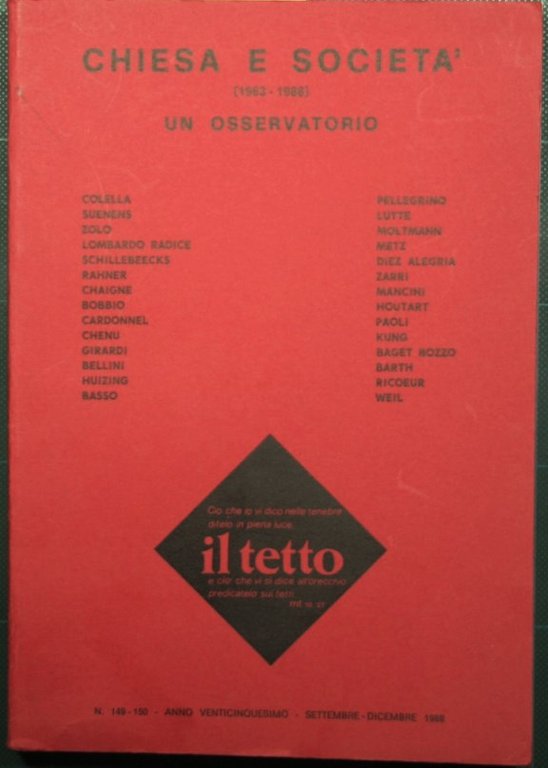 CHIESA E SOCIETA'
(1963-1988)
UN OSSERVATORIO
COLELLA
SUENENS
ZOLO
LOMBARDO RADICE
SCHILLEBEECKS
RAHNER
CHAIGNE
BOBBIO
CARDONNEL
CHENU
GIRARDI
BELLINI
HUIZING
BASSO
PELLEGRINO
LUTTE
MOLTMANN
METZ
DIEZ ALEGRIA
ZARRI
MANCINI
HOUTART
PAOLI
KUNG
BAGET BOZZO
BARTH
RICOEUR
WEIL
Ciò che io vi dico nelle tenebre
ditelo in piena luce,
il tetto
e ciò che vi si dice all'orecchio
predicatelo sui tetti.
mt 10 27
N. 149-150 - ANNO VENTICINQUESIMO - SETTEMBRE-DICEMBRE 1988